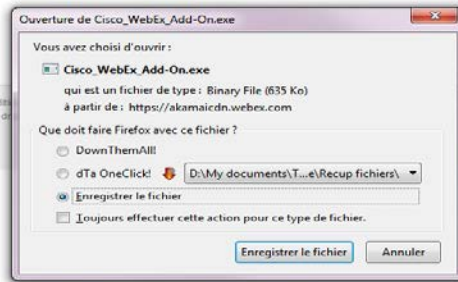 Ouverture de Cisco_WebEx_Add-On.exe
Vous avez choisi d'ouvrir :
Cisco_WebEx_Add-On.exe
qui est un fichier de type : Binary File (635 Ko)
à partir de : https://akamaicdn.webex.com
Que doit faire Firefox avec ce fichier ?
DownThemAll!
dTa OneClick! D:\My documents\T...e\Recup fichiers\
Enregistrer le fichier
Toujours effectuer cette action pour ce type de fichier.
Enregistrer le fichier Annuler